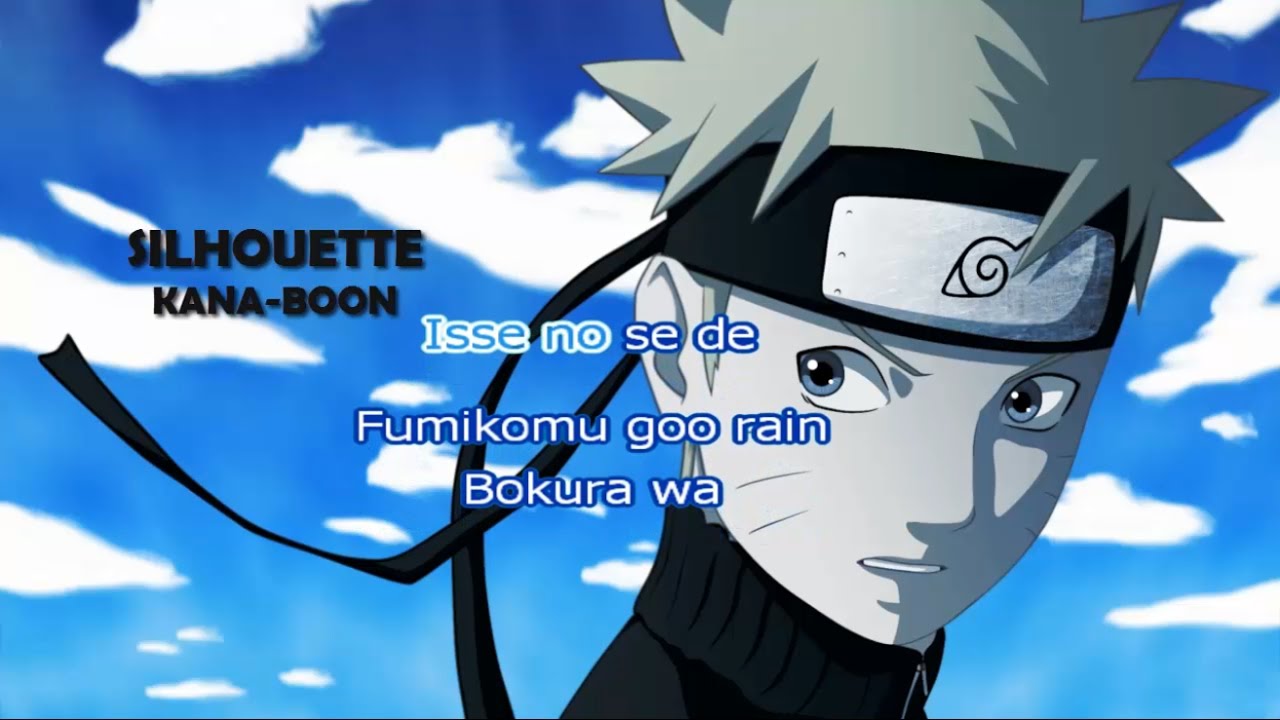 SILHOUETTE
KANA-BOON
Isse no se de
Fumikomu goo rain
Bokura wa